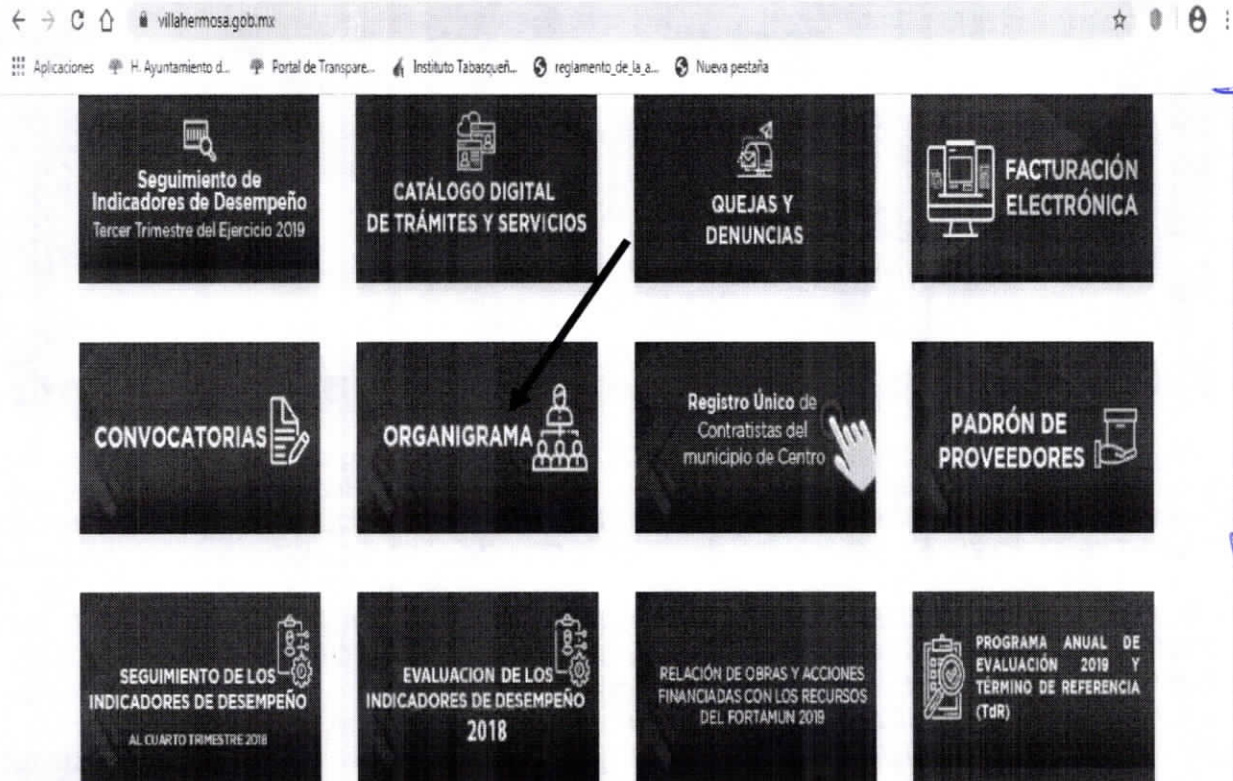 villahermosa.gob.mx
Aplicaciones H. Ayuntamiento d... Portal de Transpare... Instituto Tabasqueñ... reglamento_de_la_a... Nueva pestaña
Seguimiento de
Indicadores de Desempeño
Tercer Trimestre del Ejercicio 2019
CATÁLOGO DIGITAL
DE TRÁMITES Y SERVICIOS
QUEJAS Y
DENUNCIAS
FACTURACIÓN
ELECTRÓNICA
CONVOCATORIAS
ORGANIGRAMA
Registro Único de
Contratistas del
municipio de Centro
PADRÓN DE
PROVEEDORES
SEGUIMIENTO DE LOS
INDICADORES DE DESEMPEÑO
AL CUARTO TRIMESTRE 2018
EVALUACION DE LOS
INDICADORES DE DESEMPEÑO
2018
RELACIÓN DE OBRAS Y ACCIONES
FINANCIADAS CON LOS RECURSOS
DEL FORTAMUN 2019
PROGRAMA ANUAL DE
EVALUACIÓN 2019 Y
TÉRMINO DE REFERENCIA
(TdR)